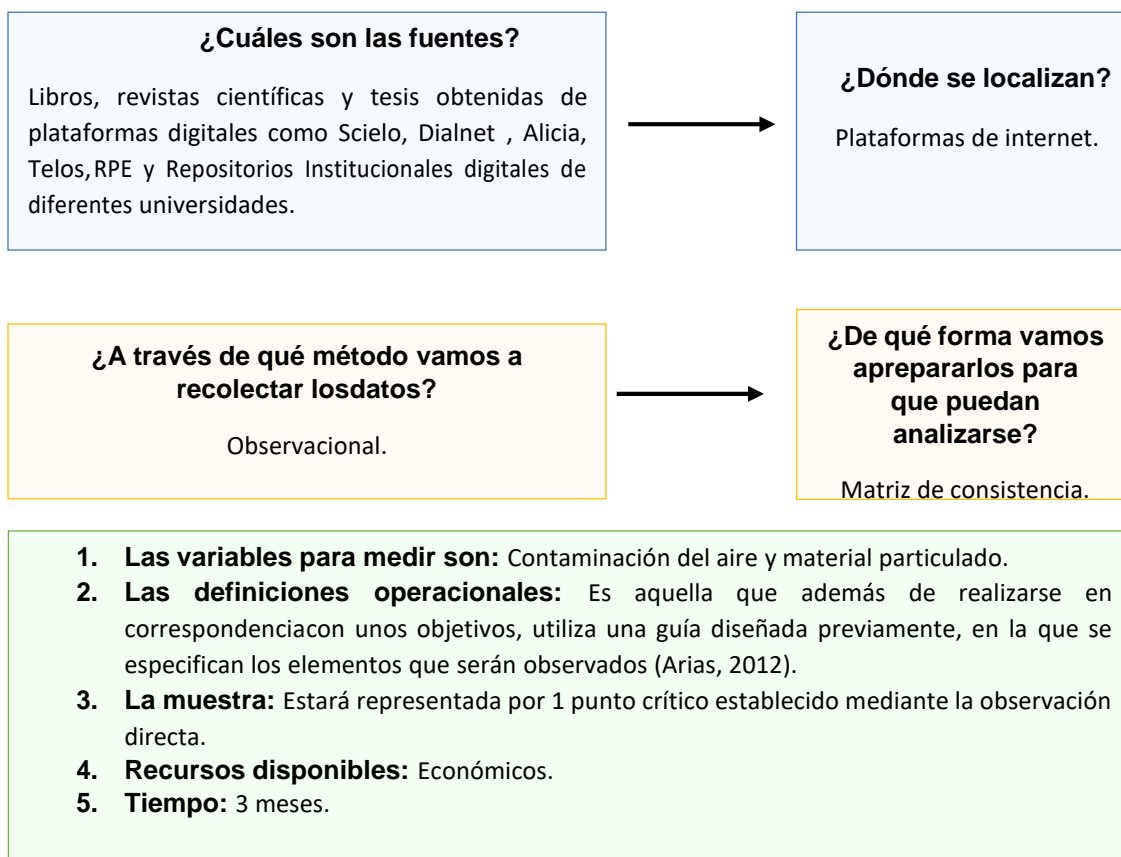 ¿Cuáles son las fuentes?
Libros, revistas científicas y tesis obtenidas de
plataformas digitales como Scielo, Dialnet , Alicia,
Telos,RPE y Repositorios Institucionales digitales de
diferentes universidades.
¿Dónde se localizan?
Plataformas de internet.
¿A través de qué método vamos a
recolectar losdatos?
Observacional.
¿De qué forma vamos
aprepararlos para
que puedan
analizarse?
Matriz de consistencia.
1. Las variables para medir son: Contaminación del aire y material particulado.
2. Las definiciones operacionales: Es aquella que además de realizarse en
correspondenciacon unos objetivos, utiliza una guía diseñada previamente, en la que se
especifican los elementos que serán observados (Arias, 2012).
3. La muestra: Estará representada por 1 punto crítico establecido mediante la observación
directa.
4. Recursos disponibles: Económicos.
5. Tiempo: 3 meses.